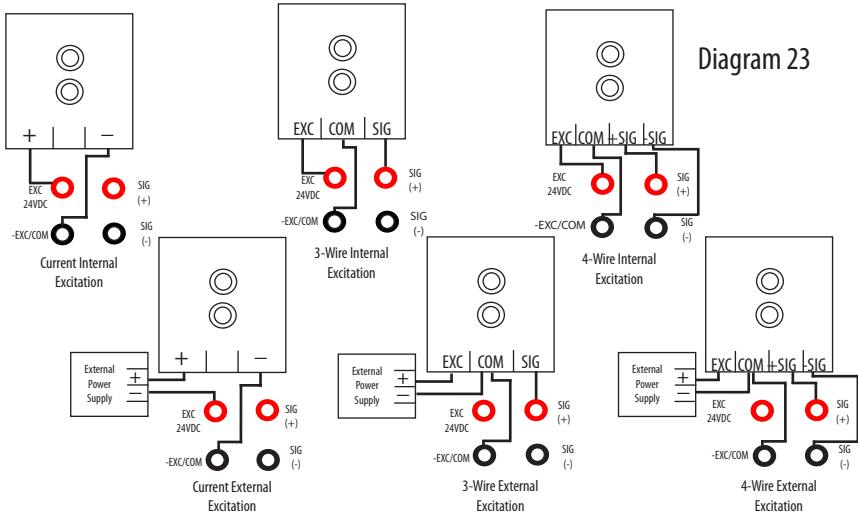 Diagram 23
+ −
EXC
24VDC
SIG
(+)
-EXC/COM
SIG
(-)
Current Internal
Excitation
EXC COM SIG
EXC
24VDC
SIG
(+)
-EXC/COM
SIG
(-)
3-Wire Internal
Excitation
EXC COM +SIG -SIG
EXC
24VDC
SIG
(+)
-EXC/COM
SIG
(-)
4-Wire Internal
Excitation
+ −
External
Power
Supply
+
−
EXC
24VDC
SIG
(+)
-EXC/COM
SIG
(-)
Current External
Excitation
EXC COM SIG
External
Power
Supply
+
−
EXC
24VDC
SIG
(+)
-EXC/COM
SIG
(-)
3-Wire External
Excitation
EXC COM +SIG -SIG
External
Power
Supply
+
−
EXC
24VDC
SIG
(+)
-EXC/COM
SIG
(-)
4-Wire External
Excitation